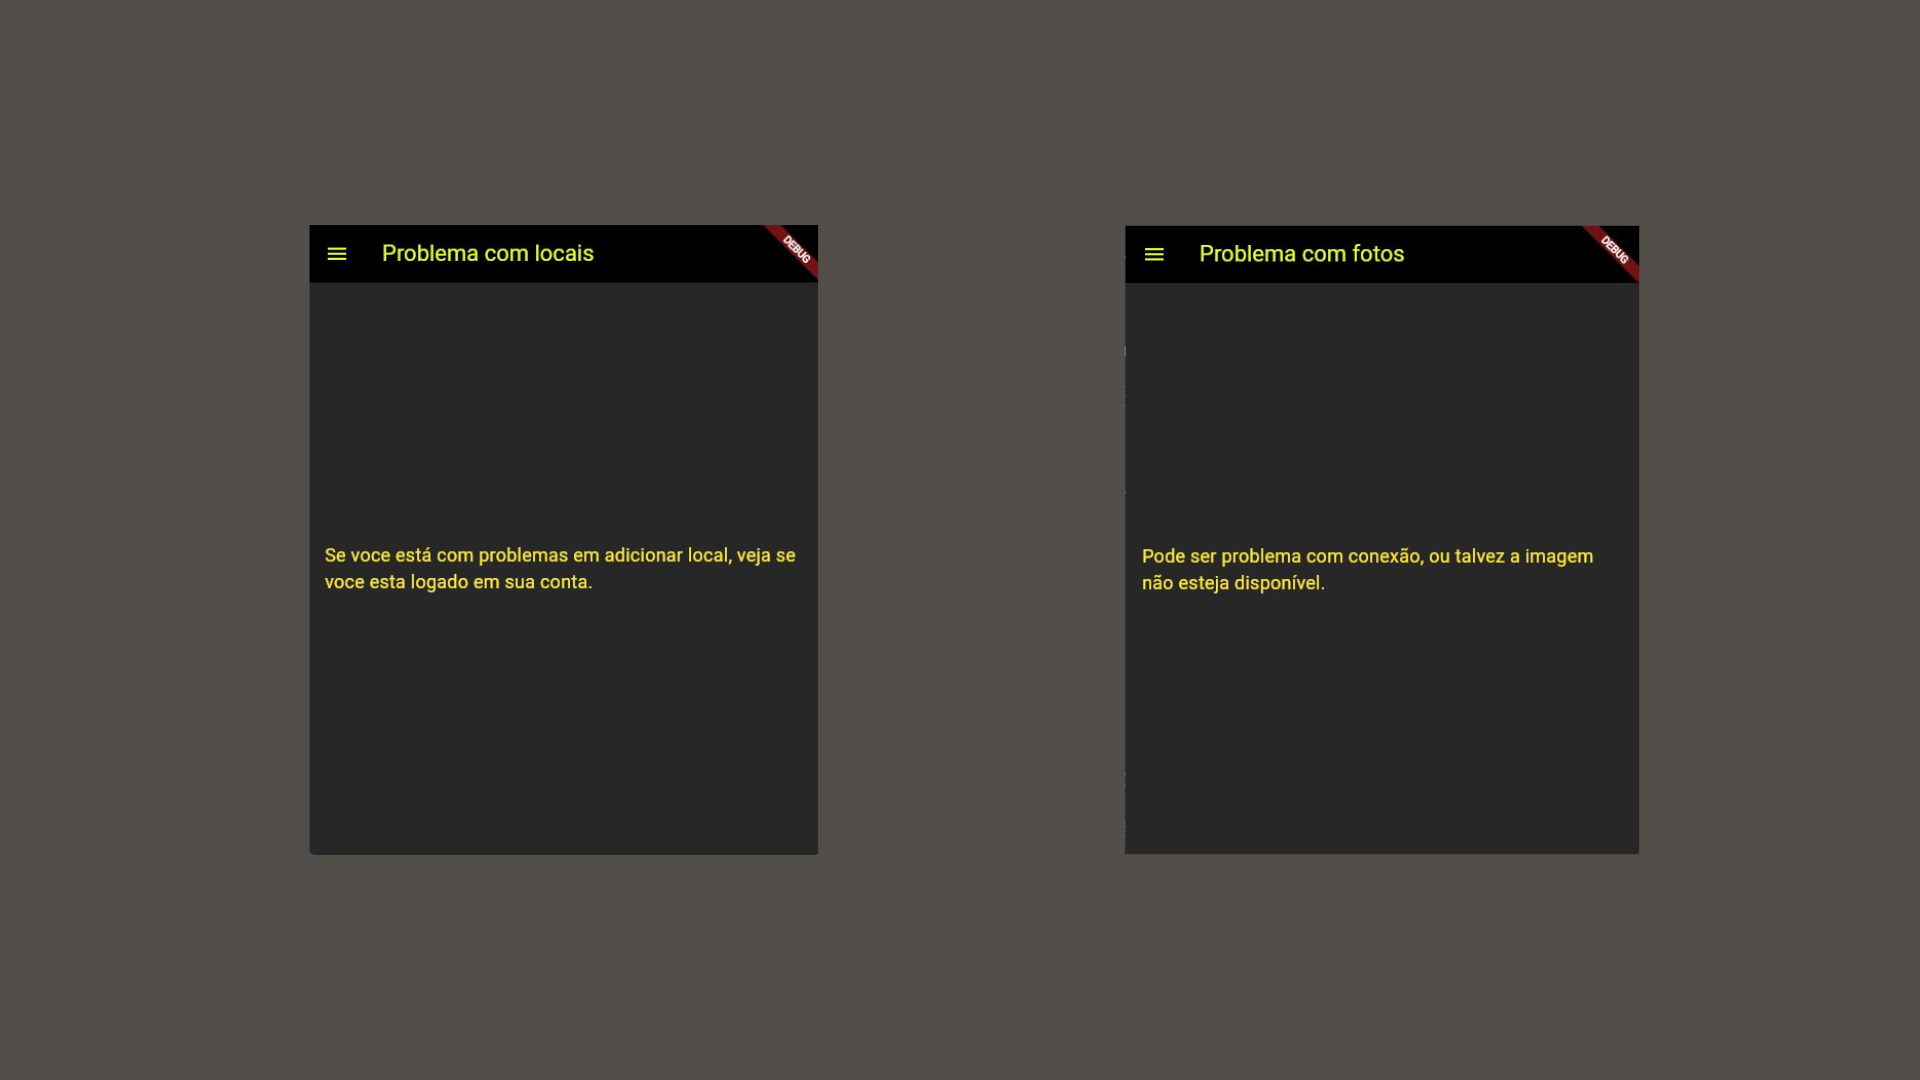 Problema com locais
DEBUG
Se voce está com problemas em adicionar local, veja se
voce esta logado em sua conta.
Problema com fotos
DEBUG
Pode ser problema com conexão, ou talvez a imagem
não esteja disponível.